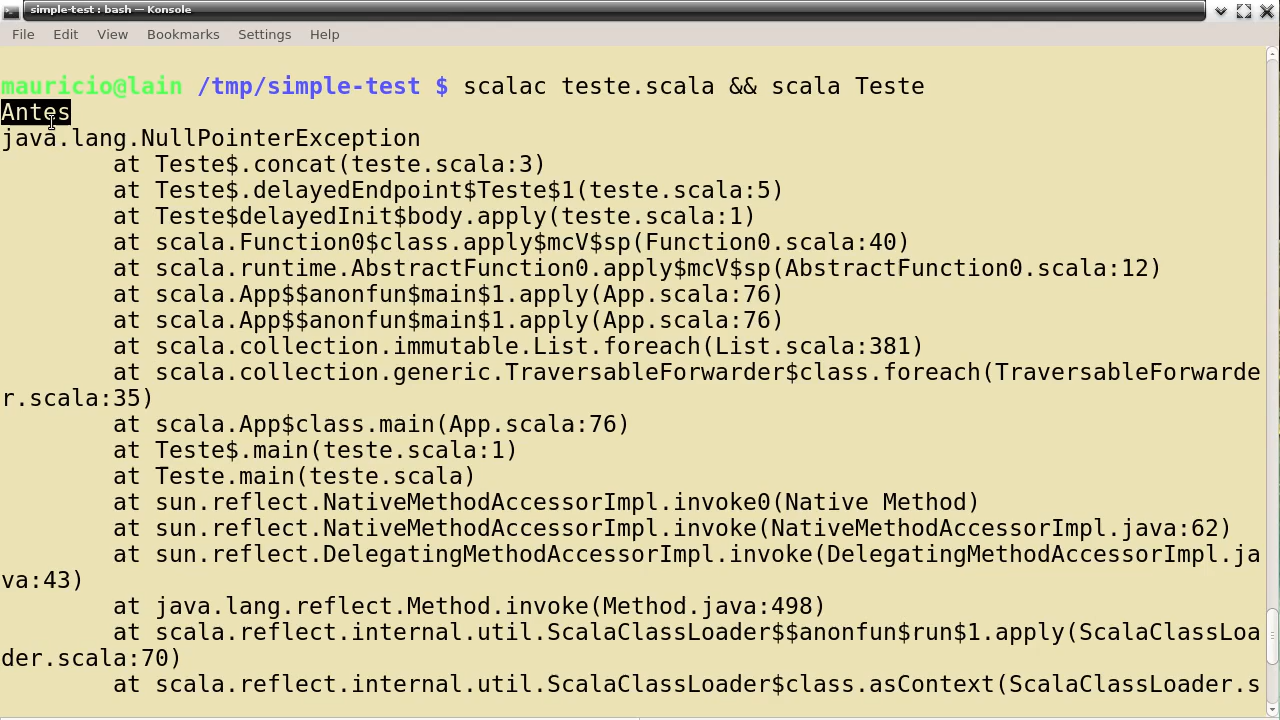 simple-test : bash — Konsole
File Edit View Bookmarks Settings Help
mauricio@lain /tmp/simple-test $ scalac teste.scala && scala Teste
Antes
java.lang.NullPointerException
        at Teste$.concat(teste.scala:3)
        at Teste$.delayedEndpoint$Teste$1(teste.scala:5)
        at Teste$delayedInit$body.apply(teste.scala:1)
        at scala.Function0$class.apply$mcV$sp(Function0.scala:40)
        at scala.runtime.AbstractFunction0.apply$mcV$sp(AbstractFunction0.scala:12)
        at scala.App$$anonfun$main$1.apply(App.scala:76)
        at scala.App$$anonfun$main$1.apply(App.scala:76)
        at scala.collection.immutable.List.foreach(List.scala:381)
        at scala.collection.generic.TraversableForwarder$class.foreach(TraversableForwarde
r.scala:35)
        at scala.App$class.main(App.scala:76)
        at Teste$.main(teste.scala:1)
        at Teste.main(teste.scala)
        at sun.reflect.NativeMethodAccessorImpl.invoke0(Native Method)
        at sun.reflect.NativeMethodAccessorImpl.invoke(NativeMethodAccessorImpl.java:62)
        at sun.reflect.DelegatingMethodAccessorImpl.invoke(DelegatingMethodAccessorImpl.ja
va:43)
        at java.lang.reflect.Method.invoke(Method.java:498)
        at scala.reflect.internal.util.ScalaClassLoader$$anonfun$run$1.apply(ScalaClassLoa
der.scala:70)
        at scala.reflect.internal.util.ScalaClassLoader$class.asContext(ScalaClassLoader.s